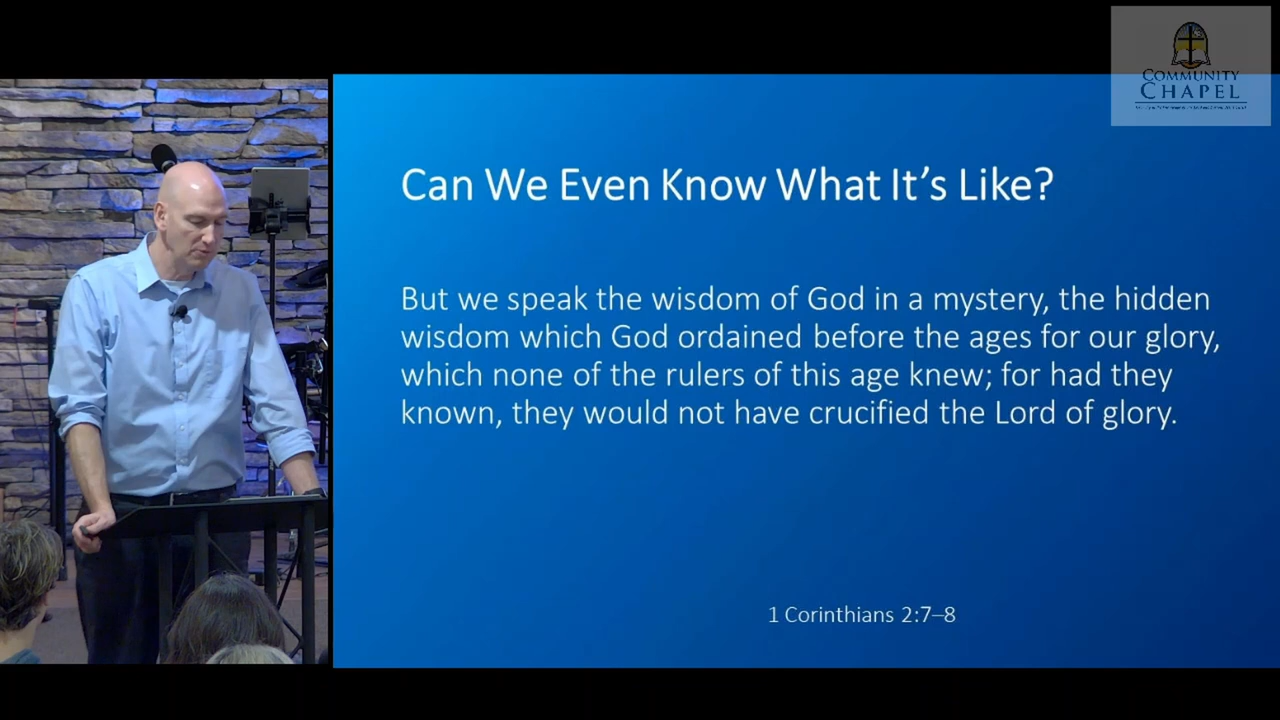 COMMUNITY
CHAPEL
Can We Even Know What It's Like?
But we speak the wisdom of God in a mystery, the hidden
wisdom which God ordained before the ages for our glory,
which none of the rulers of this age knew; for had they
known, they would not have crucified the Lord of glory.
1 Corinthians 2:7–8